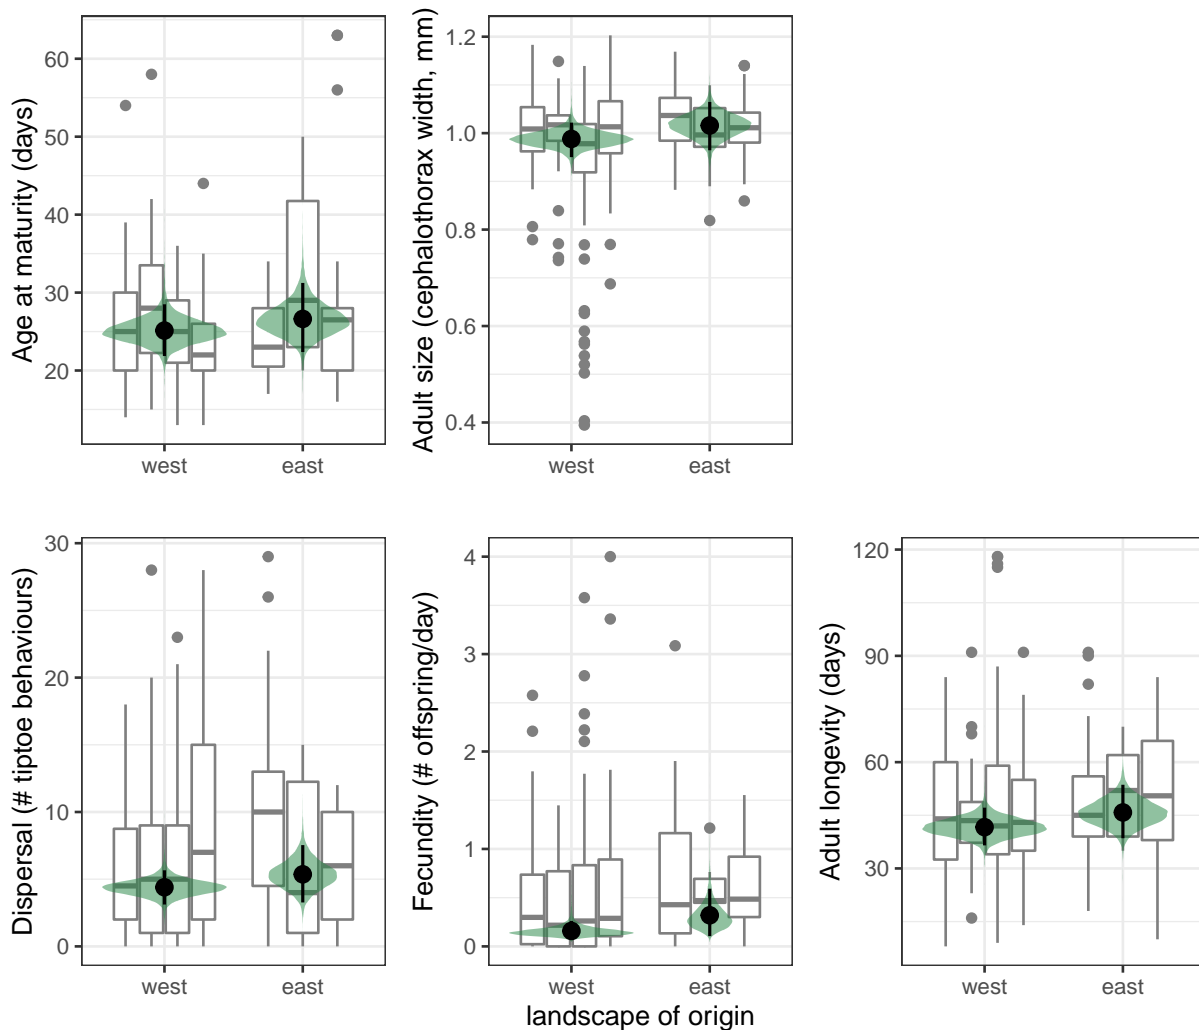 Age at maturity (days)
60
50
40
30
20
west
east
Adult size (cephalothorax width, mm)
1.2
1.0
0.8
0.6
0.4
west
east
Dispersal (# tiptoe behaviours)
30
20
10
0
west
east
Fecundity (# offspring/day)
4
3
2
1
0
west
east
Adult longevity (days)
120
90
60
30
west
east
landscape of origin